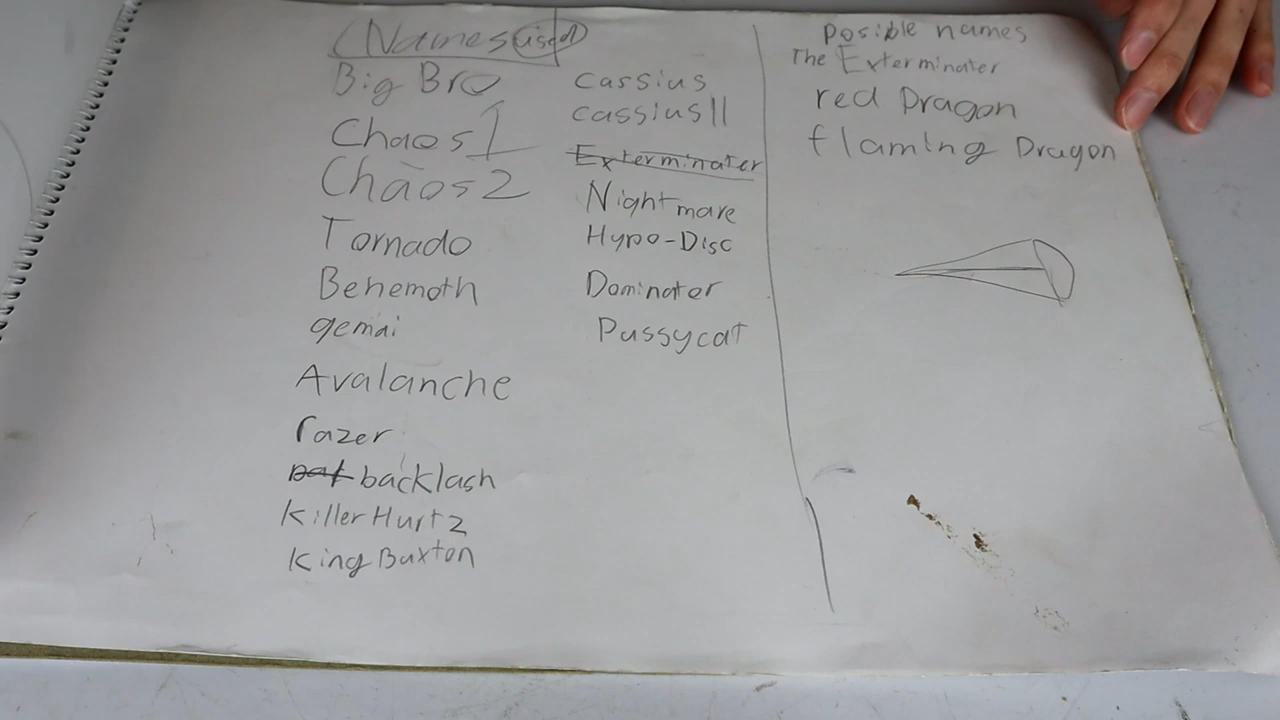 Names used
Big Bro
Chaos 1
Chaos 2
Tornado
Behemoth
gemai
Avalanche
razer
bat backlash
Killer Hurtz
King Buxton
Cassius
cassius II
Exterminater
Nightmare
Hypo-Disc
Dominater
Pussycat
posible names
The Exterminater
red Dragon
flaming Dragon